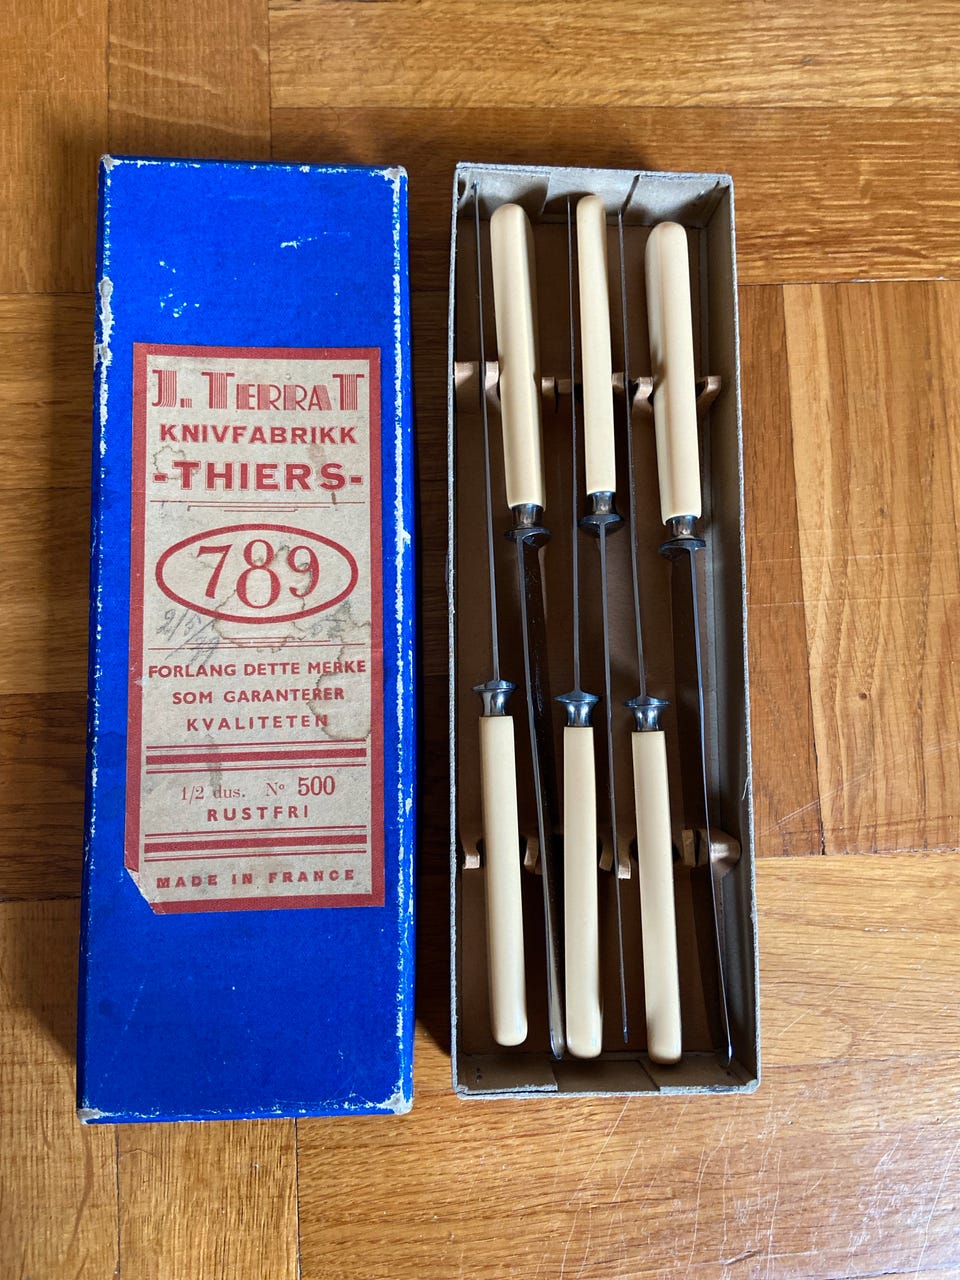 J. TERRAT
KNIVFABRIKK
-THIERS-
789
FORLANG DETTE MERKE
SOM GARANTERER
KVALITETEN
1/2 dus. Nº 500
RUSTFRI
MADE IN FRANCE